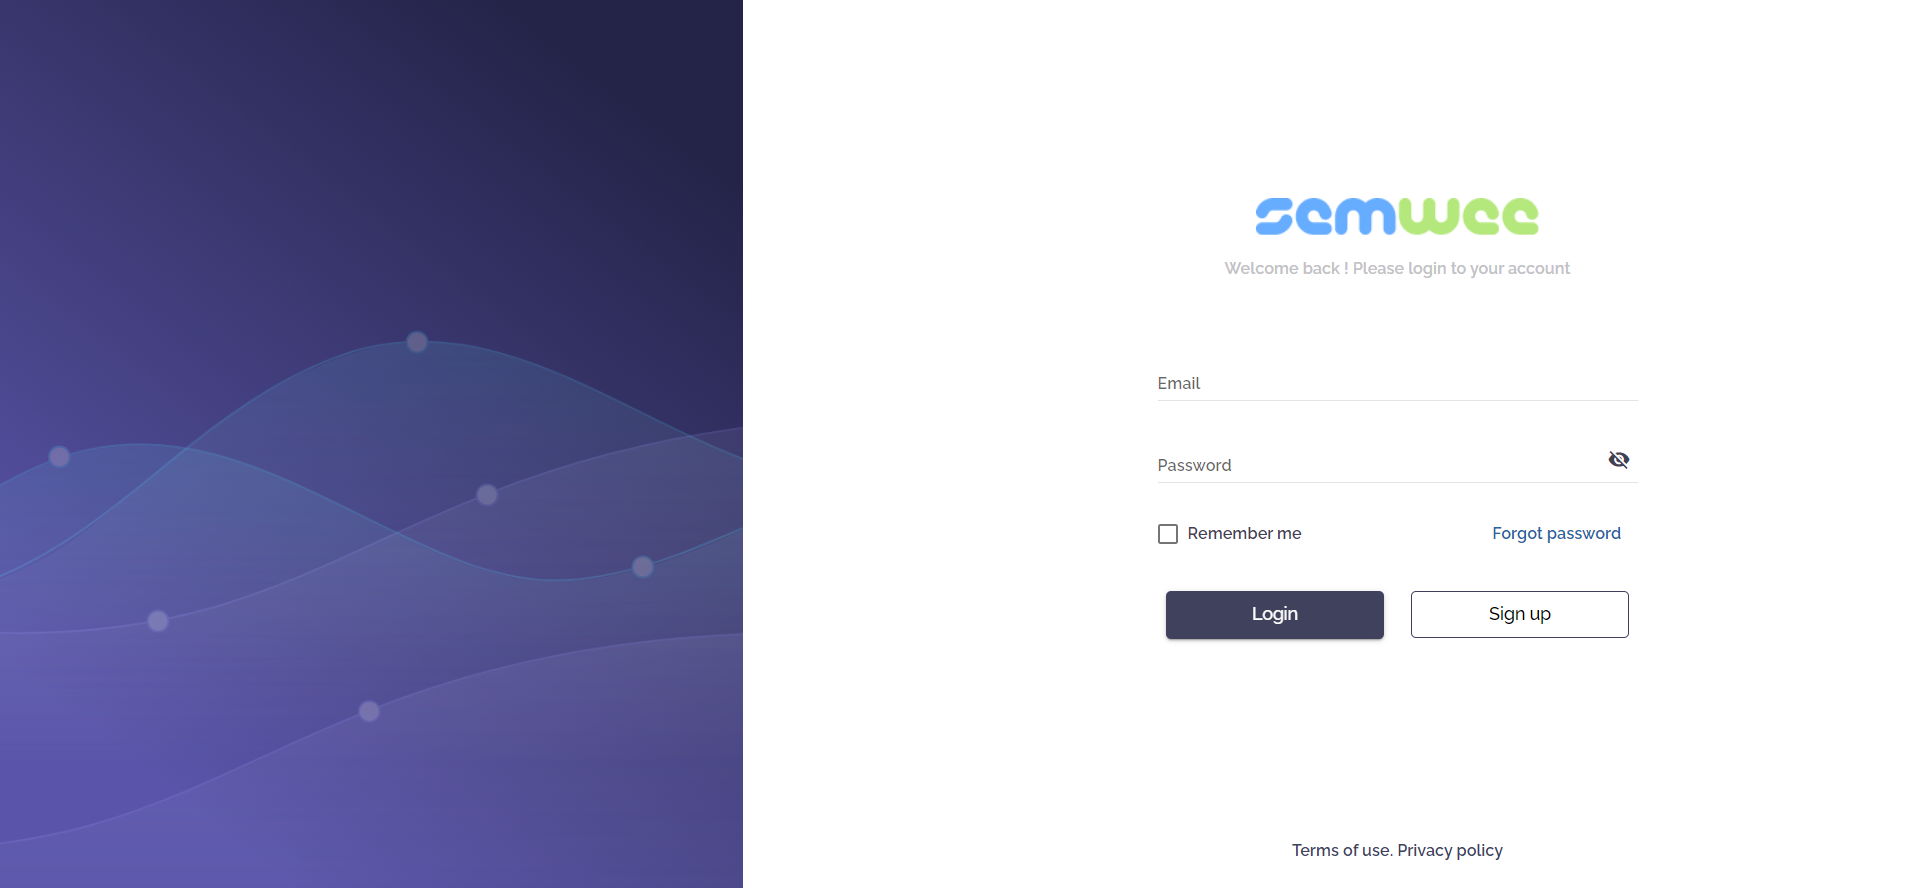 semwee
Welcome back ! Please login to your account
Email
Password
Remember me
Forgot password
Login
Sign up
Terms of use. Privacy policy